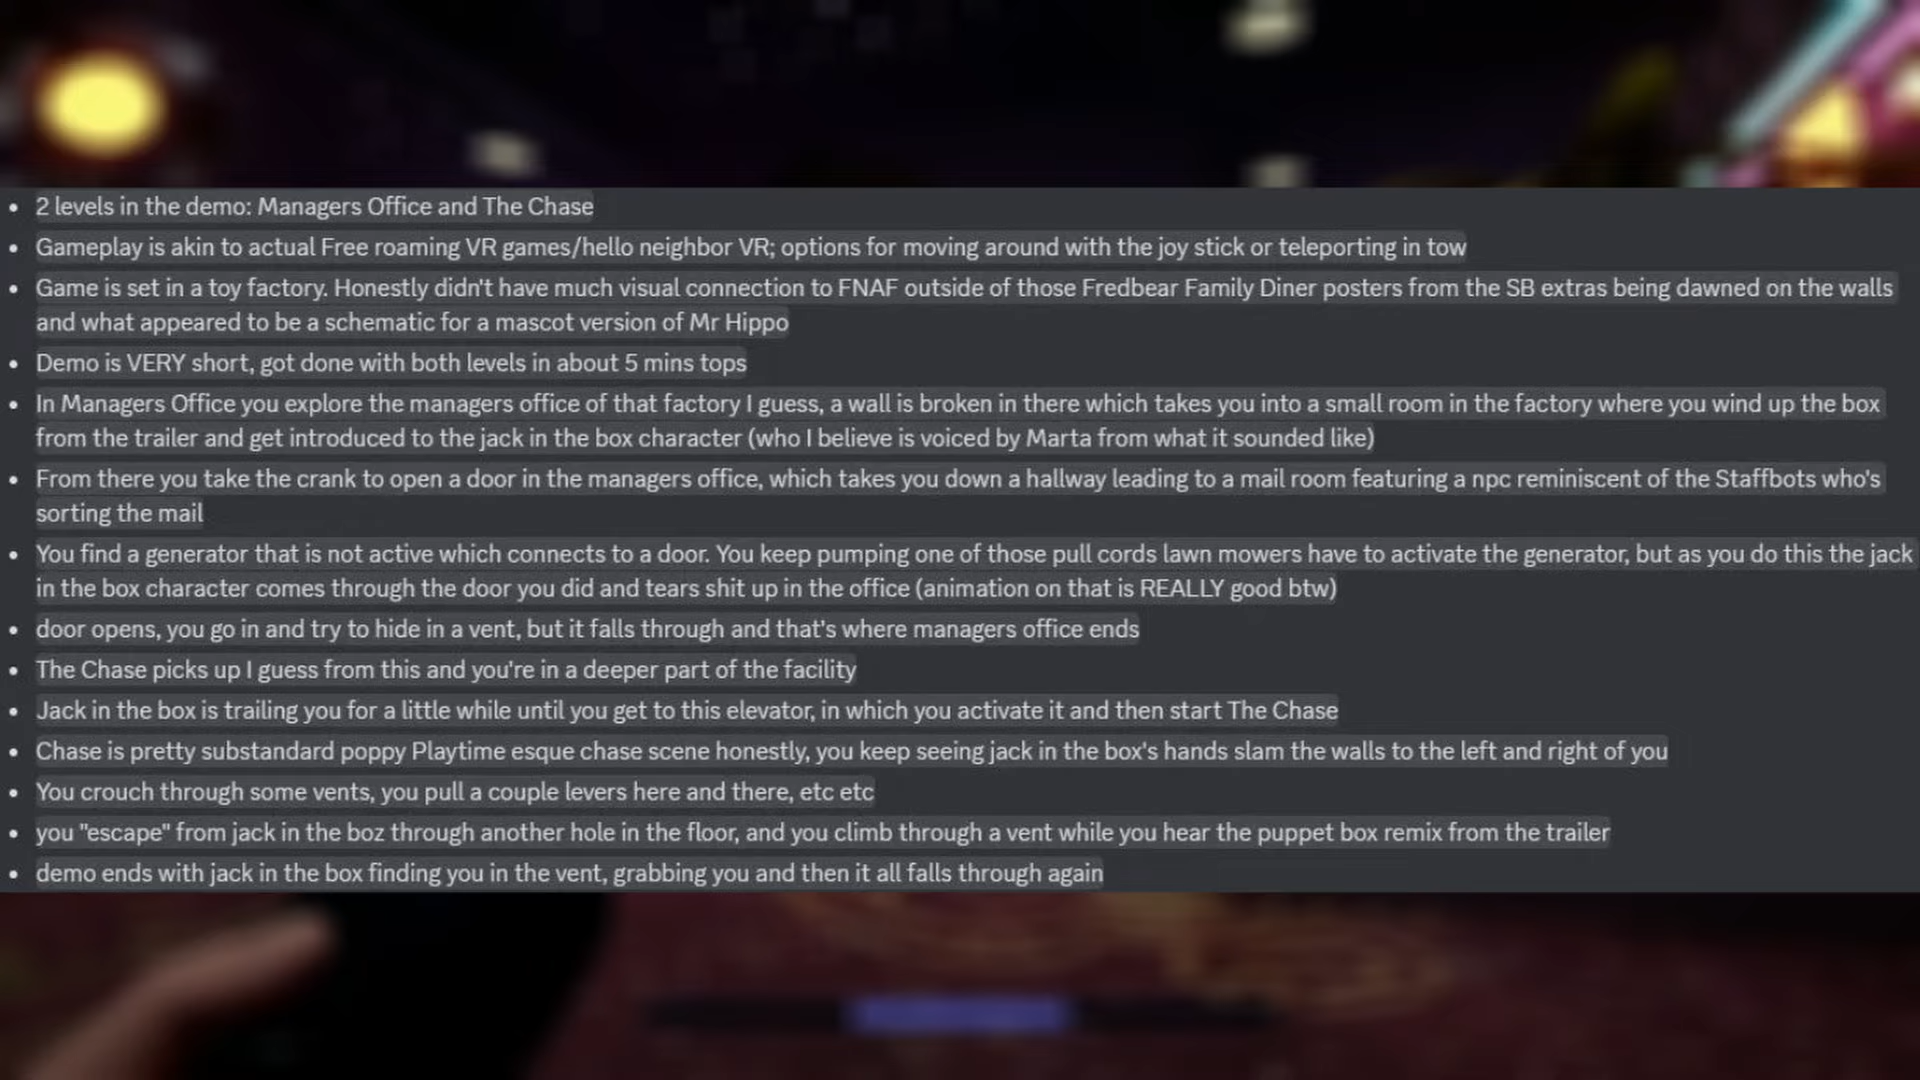 2 levels in the demo: Managers Office and The Chase
Gameplay is akin to actual Free roaming VR games/hello neighbor VR; options for moving around with the joy stick or teleporting in tow
Game is set in a toy factory. Honestly didn't have much visual connection to FNAF outside of those Fredbear Family Diner posters from the SB extras being dawned on the walls
and what appeared to be a schematic for a mascot version of Mr Hippo
Demo is VERY short, got done with both levels in about 5 mins tops
In Managers Office you explore the managers office of that factory I guess, a wall is broken in there which takes you into a small room in the factory where you wind up the box
from the trailer and get introduced to the jack in the box character (who I believe is voiced by Marta from what it sounded like)
From there you take the crank to open a door in the managers office, which takes you down a hallway leading to a mail room featuring a npc reminiscent of the Staffbots who's
sorting the mail
You find a generator that is not active which connects to a door. You keep pumping one of those pull cords lawn mowers have to activate the generator, but as you do this the jack
in the box character comes through the door you did and tears shit up in the office (animation on that is REALLY good btw)
door opens, you go in and try to hide in a vent, but it falls through and that's where managers office ends
The Chase picks up I guess from this and you're in a deeper part of the facility
Jack in the box is trailing you for a little while until you get to this elevator, in which you activate it and then start The Chase
Chase is pretty substandard poppy Playtime esque chase scene honestly, you keep seeing jack in the box's hands slam the walls to the left and right of you
You crouch through some vents, you pull a couple levers here and there, etc etc
you "escape" from jack in the boz through another hole in the floor, and you climb through a vent while you hear the puppet box remix from the trailer
demo ends with jack in the box finding you in the vent, grabbing you and then it all falls through again